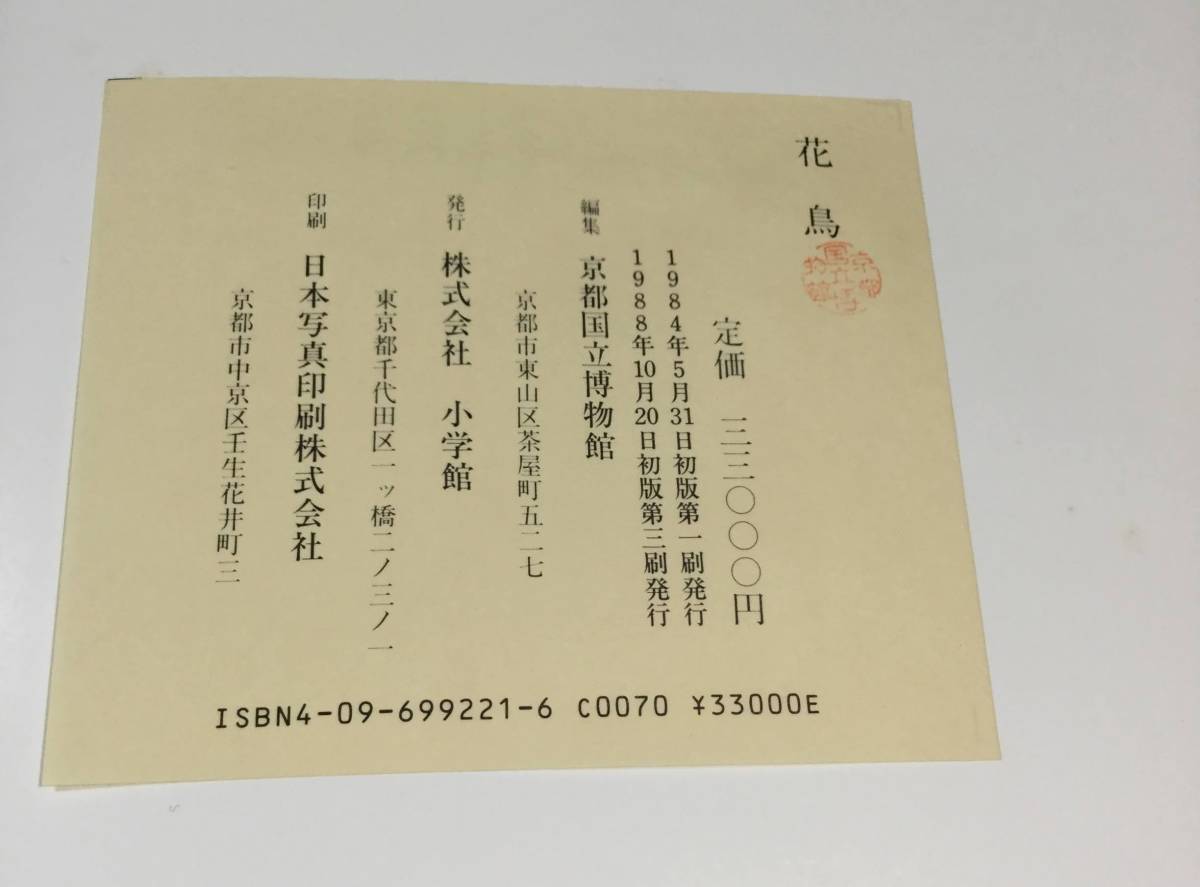 花鳥
定価 三三〇〇〇円
1984年5月31日初版第一刷発行
1988年10月20日初版第三刷発行
編集 京都国立博物館
京都市東山区茶屋町五二七
発行 株式会社 小学館
東京都千代田区一ッ橋二ノ三ノ一
印刷 日本写真印刷株式会社
京都市中京区壬生花井町三
ISBN4-09-699221-6 C0070 ¥33000E